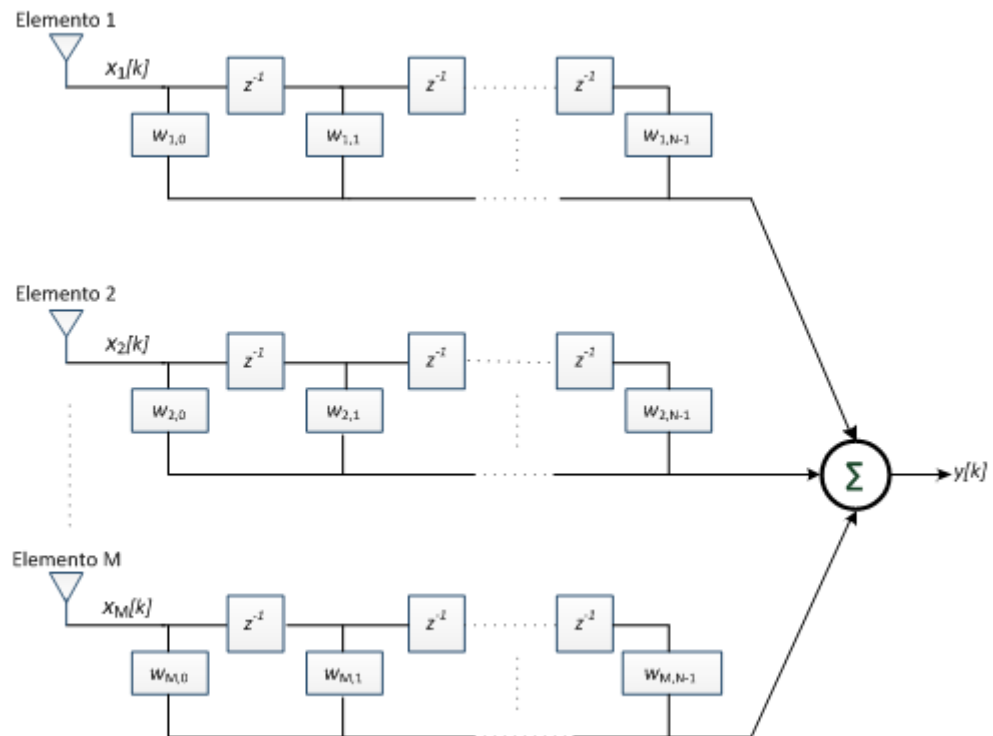 Elemento 1
x1[k]
z-1 z-1 z-1
w1,0 w1,1 w1,N-1
Elemento 2
x2[k]
z-1 z-1 z-1
w2,0 w2,1 w2,N-1
Σ y[k]
Elemento M
xM[k]
z-1 z-1 z-1
wM,0 wM,1 wM,N-1